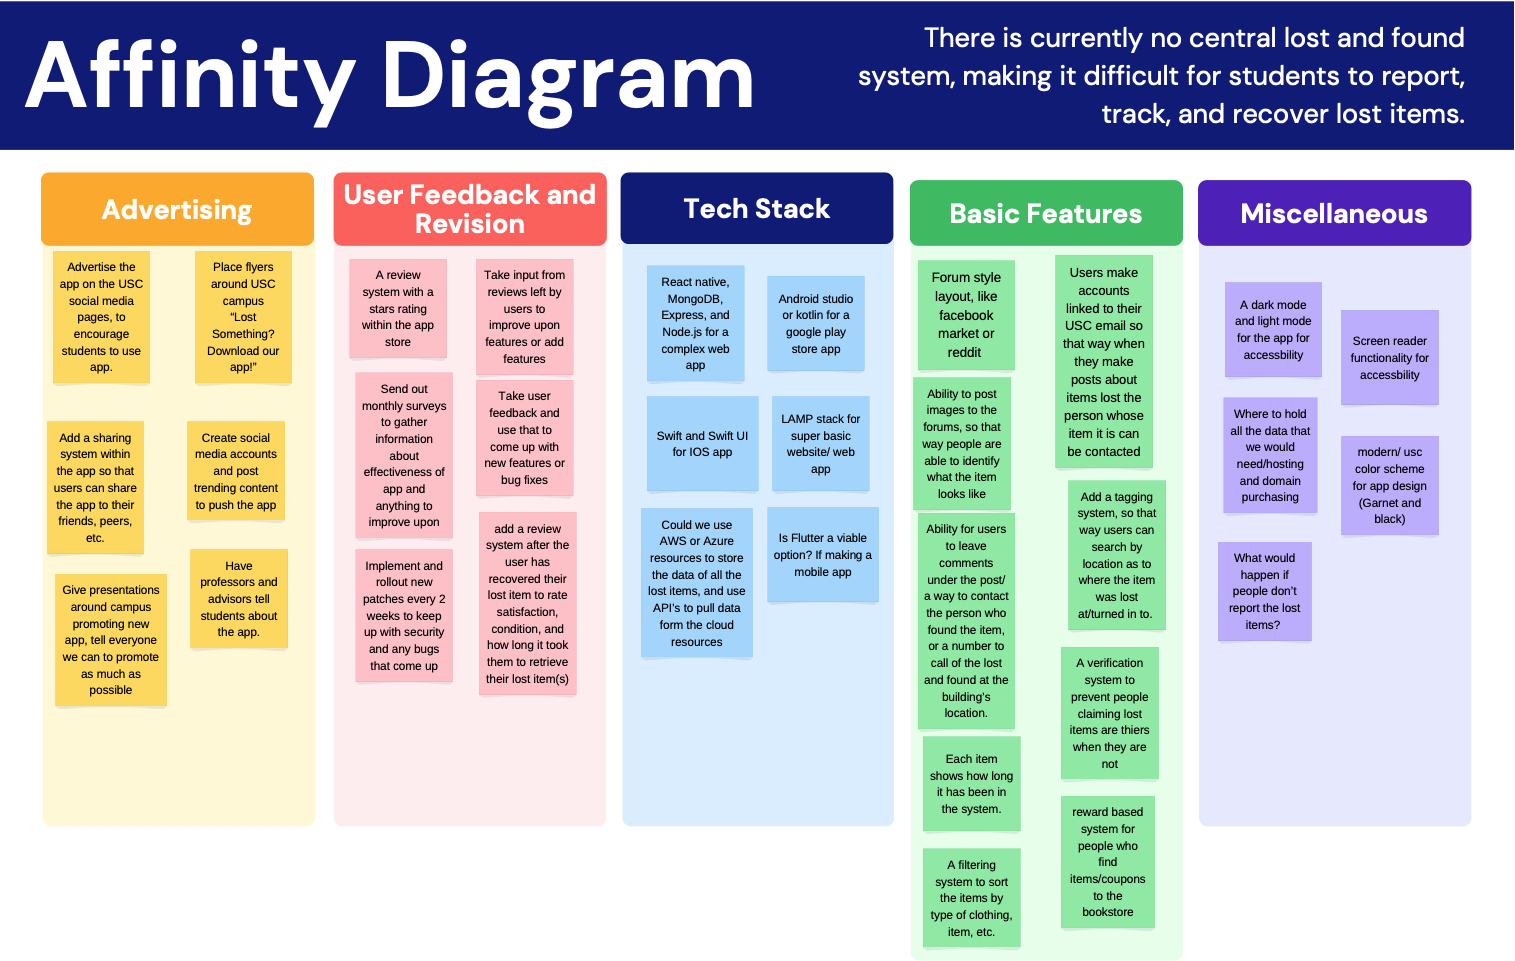 Affinity Diagram
There is currently no central lost and found
system, making it difficult for students to report,
track, and recover lost items.
Advertising
Advertise the
app on the USC
social media
pages, to
encourage
students to use
app.
Place flyers
around USC
campus
“Lost
Something?
Download our
app!”
Add a sharing
system within
the app so that
users can share
the app to their
friends, peers,
etc.
Create social
media accounts
and post
trending content
to push the app
Give presentations
around campus
promoting new
app, tell everyone
we can to promote
as much as
possible
Have
professors and
advisors tell
students about
the app.
User Feedback and
Revision
A review
system with a
stars rating
within the app
store
Take input from
reviews left by
users to
improve upon
features or add
features
Send out
monthly surveys
to gather
information
about
effectiveness of
app and
anything to
improve upon
Take user
feedback and
use that to
come up with
new features or
bug fixes
Implement and
rollout new
patches every 2
weeks to keep
up with security
and any bugs
that come up
add a review
system after the
user has
recovered their
lost item to rate
satisfaction,
condition, and
how long it took
them to retrieve
their lost item(s)
Tech Stack
React native,
MongoDB,
Express, and
Node.js for a
complex web
app
Android studio
or kotlin for a
google play
store app
Swift and Swift UI
for IOS app
LAMP stack for
super basic
website/ web
app
Could we use
AWS or Azure
resources to store
the data of all the
lost items, and use
API’s to pull data
form the cloud
resources
Is Flutter a viable
option? If making a
mobile app
Basic Features
Forum style
layout, like
facebook
market or
reddit
Users make
accounts
linked to their
USC email so
that way when
they make
posts about
items lost the
person whose
item it is can
be contacted
Ability to post
images to the
forums, so that
way people are
able to identify
what the item
looks like
Add a tagging
system, so that
way users can
search by
location as to
where the item
was lost
at/turned in to.
Ability for users
to leave
comments
under the post/
a way to contact
the person who
found the item,
or a number to
call of the lost
and found at the
building’s
location.
A verification
system to
prevent people
claiming lost
items are thiers
when they are
not
Each item
shows how long
it has been in
the system.
reward based
system for
people who
find
items/coupons
to the
bookstore
A filtering
system to sort
the items by
type of clothing,
item, etc.
Miscellaneous
A dark mode
and light mode
for the app for
accessbility
Screen reader
functionality for
accessbility
Where to hold
all the data that
we would
need/hosting
and domain
purchasing
modern/ usc
color scheme
for app design
(Garnet and
black)
What would
happen if
people don’t
report the lost
items?